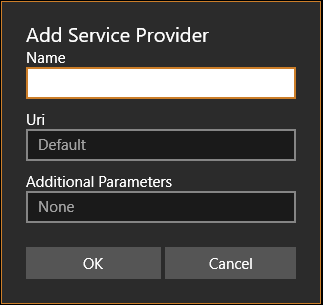 Add Service Provider
Name
Uri
Default
Additional Parameters
None
OK
Cancel